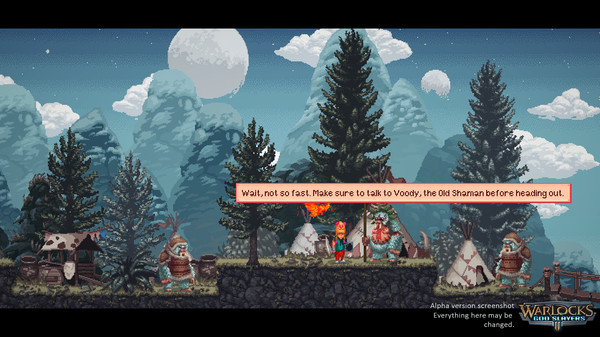 Wait, not so fast. Make sure to talk to Voody, the Old Shaman before heading out.
Alpha version screenshot
Everything here may be
changed.
WARLOCKS
GOD SLAYERS